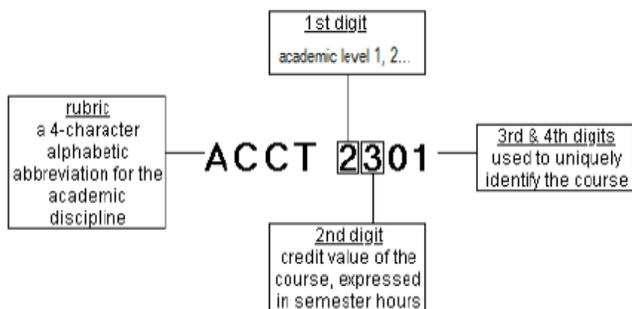 1st digit
academic level 1, 2...
rubric
a 4-character
alphabetic
abbreviation for the
academic
discipline
ACCT 2301
3rd & 4th digits
used to uniquely
identify the course
2nd digit
credit value of the
course, expressed
in semester hours